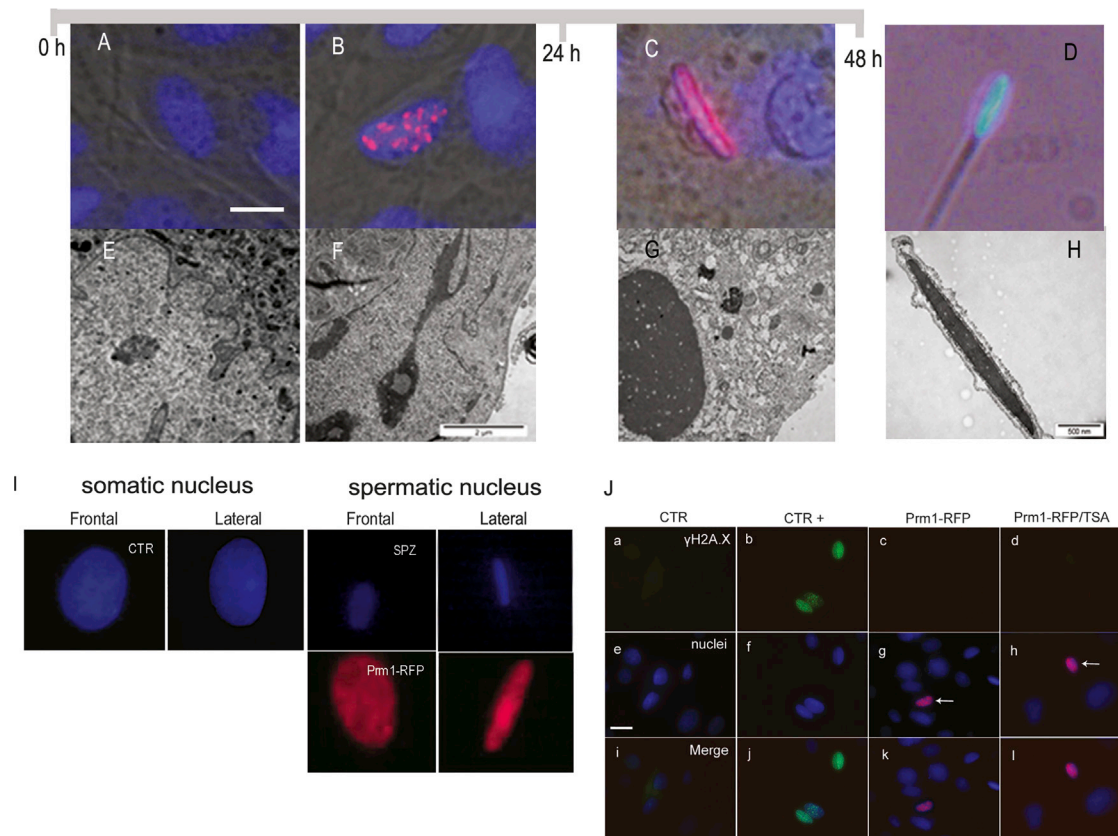 0 h
24 h
48 h
A
B
C
D
E
F
G
H
2 µm
500 nm
I
somatic nucleus
spermatic nucleus
Frontal
Lateral
Frontal
Lateral
CTR
SPZ
Prm1-RFP
J
CTR
CTR +
Prm1-RFP
Prm1-RFP/TSA
a
γH2A.X
b
c
d
e
nuclei
f
g
h
i
Merge
j
k
l